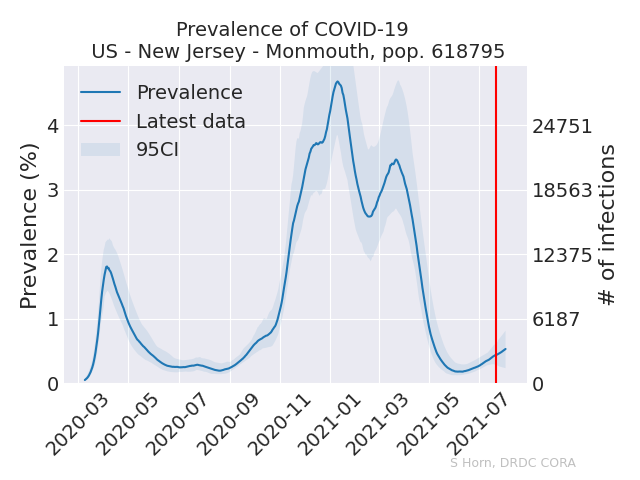 Prevalence of COVID-19
US - New Jersey - Monmouth, pop. 618795
Prevalence
Latest data
95CI
Prevalence (%)
4
3
2
1
0
24751
18563
12375
6187
0
# of infections
2020-03
2020-05
2020-07
2020-09
2020-11
2021-01
2021-03
2021-05
2021-07
S Horn, DRDC CORA